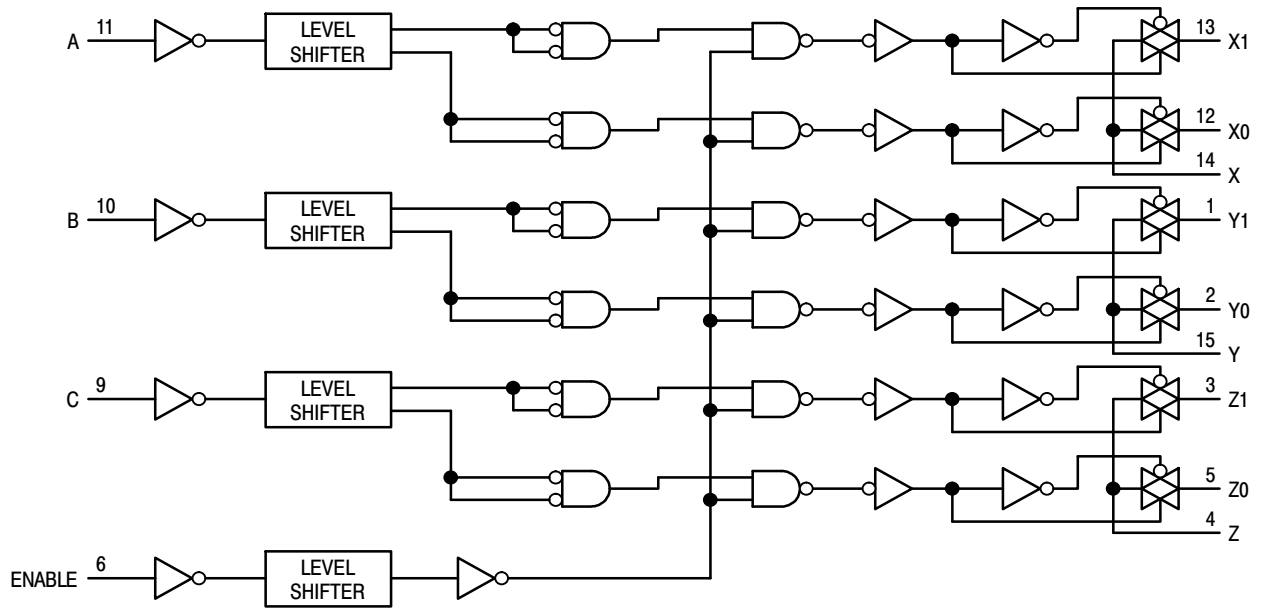 A 11 LEVEL SHIFTER 13 X1
12 X0
14 X
B 10 LEVEL SHIFTER 1 Y1
2 Y0
15 Y
C 9 LEVEL SHIFTER 3 Z1
5 Z0
4 Z
ENABLE 6 LEVEL SHIFTER